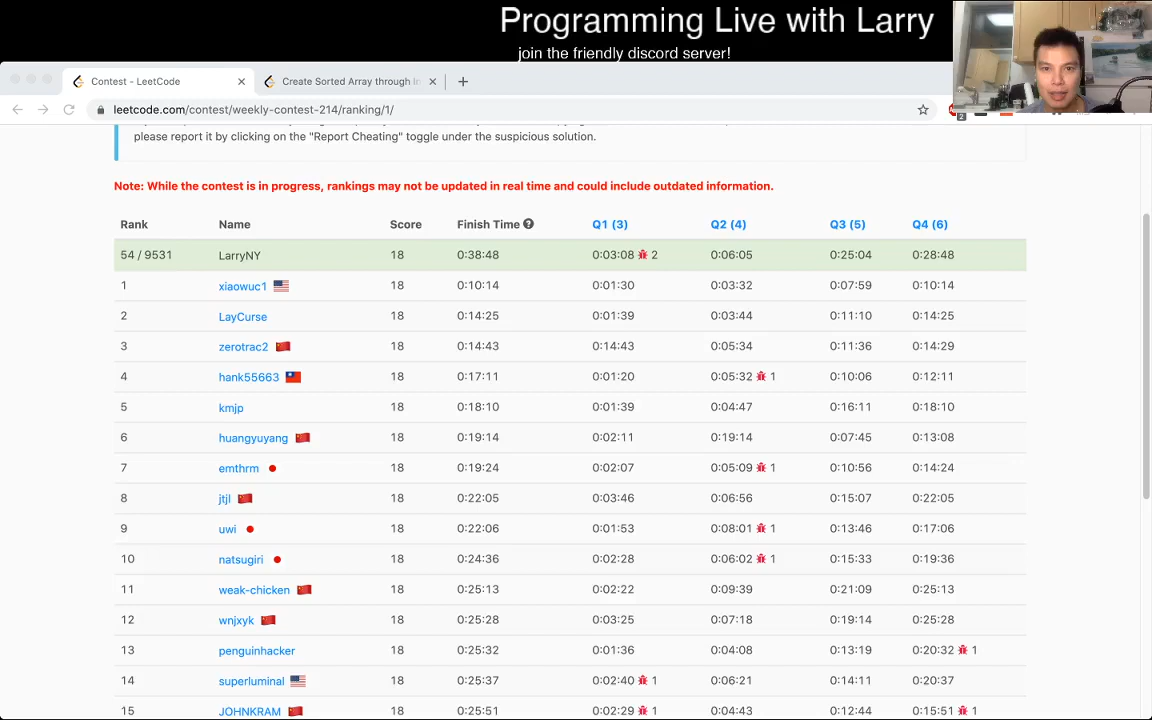 Programming Live with Larry
join the friendly discord server!
Contest - LeetCode
Create Sorted Array through In
leetcode.com/contest/weekly-contest-214/ranking/1/
2
please report it by clicking on the "Report Cheating" toggle under the suspicious solution.
Note: While the contest is in progress, rankings may not be updated in real time and could include outdated information.
Rank Name Score Finish Time ? Q1 (3) Q2 (4) Q3 (5) Q4 (6)
54 / 9531 LarryNY 18 0:38:48 0:03:08 2 0:06:05 0:25:04 0:28:48
1 xiaowuc1 18 0:10:14 0:01:30 0:03:32 0:07:59 0:10:14
2 LayCurse 18 0:14:25 0:01:39 0:03:44 0:11:10 0:14:25
3 zerotrac2 18 0:14:43 0:14:43 0:05:34 0:11:36 0:14:29
4 hank55663 18 0:17:11 0:01:20 0:05:32 1 0:10:06 0:12:11
5 kmjp 18 0:18:10 0:01:39 0:04:47 0:16:11 0:18:10
6 huangyuyang 18 0:19:14 0:02:11 0:19:14 0:07:45 0:13:08
7 emthrm 18 0:19:24 0:02:07 0:05:09 1 0:10:56 0:14:24
8 jtjl 18 0:22:05 0:03:46 0:06:56 0:15:07 0:22:05
9 uwi 18 0:22:06 0:01:53 0:08:01 1 0:13:46 0:17:06
10 natsugiri 18 0:24:36 0:02:28 0:06:02 1 0:15:33 0:19:36
11 weak-chicken 18 0:25:13 0:02:22 0:09:39 0:21:09 0:25:13
12 wnjxyk 18 0:25:28 0:03:25 0:07:18 0:19:14 0:25:28
13 penguinhacker 18 0:25:32 0:01:36 0:04:08 0:13:19 0:20:32 1
14 superluminal 18 0:25:37 0:02:40 1 0:06:21 0:14:11 0:20:37
15 JOHNKRAM 18 0:25:51 0:02:29 1 0:04:43 0:12:44 0:15:51 1